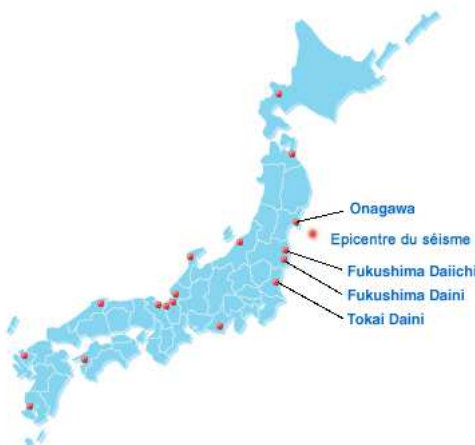 Onagawa
Epicentre du séisme
Fukushima Daiichi
Fukushima Daini
Tokai Daini